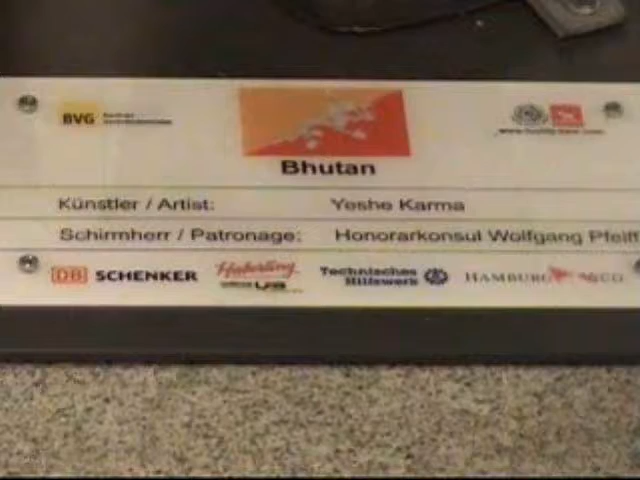 BVG
Bhutan
Künstler / Artist: Yeshe Karma
Schirmherr / Patronage: Honorarkonsul Wolfgang Pfeiff
DB SCHENKER
Technisches
Hilfswerk
HAMBURG